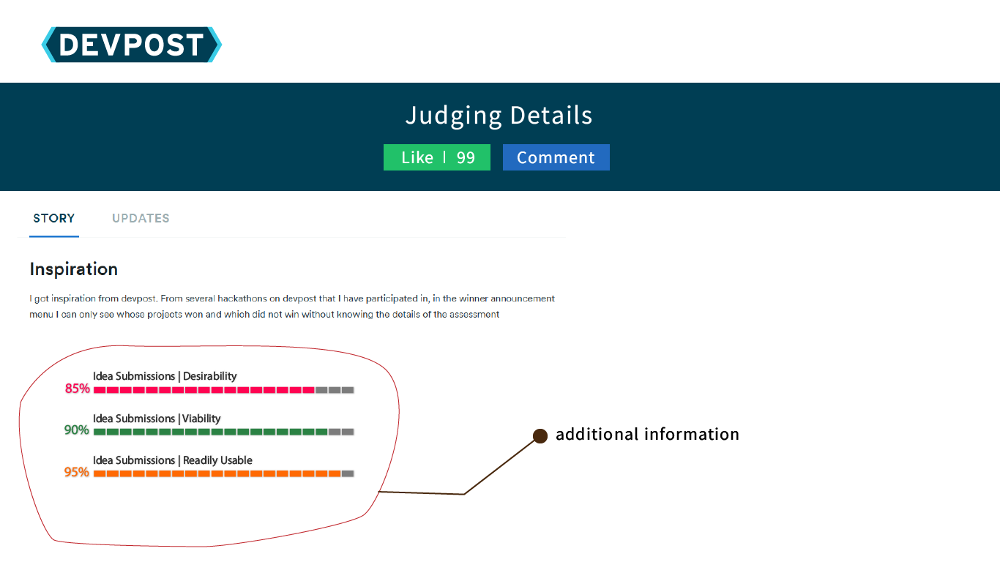 DEVPOST
Judging Details
Like | 99 Comment
STORY UPDATES
Inspiration
I got inspiration from devpost. From several hackathons on devpost that I have participated in, in the winner announcement
menu I can only see whose projects won and which did not win without knowing the details of the assessment
Idea Submissions | Desirability
85%
Idea Submissions | Viability
90%
additional information
Idea Submissions | Readily Usable
95%